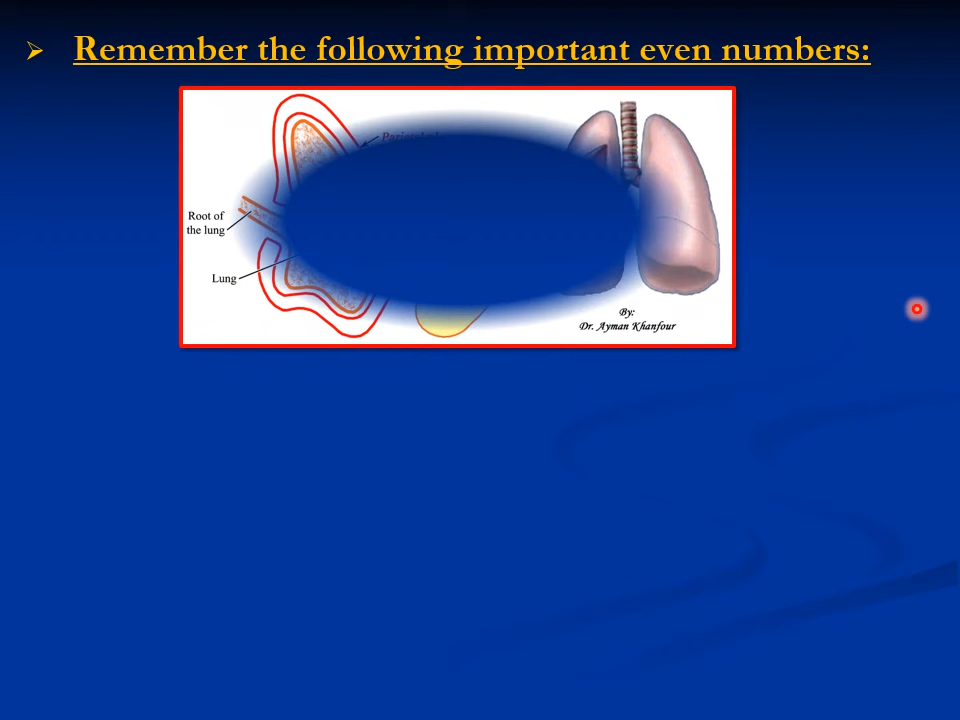 Remember the following important even numbers:
Root of
the lung
Lung
By:
Dr. Ayman Khanfour